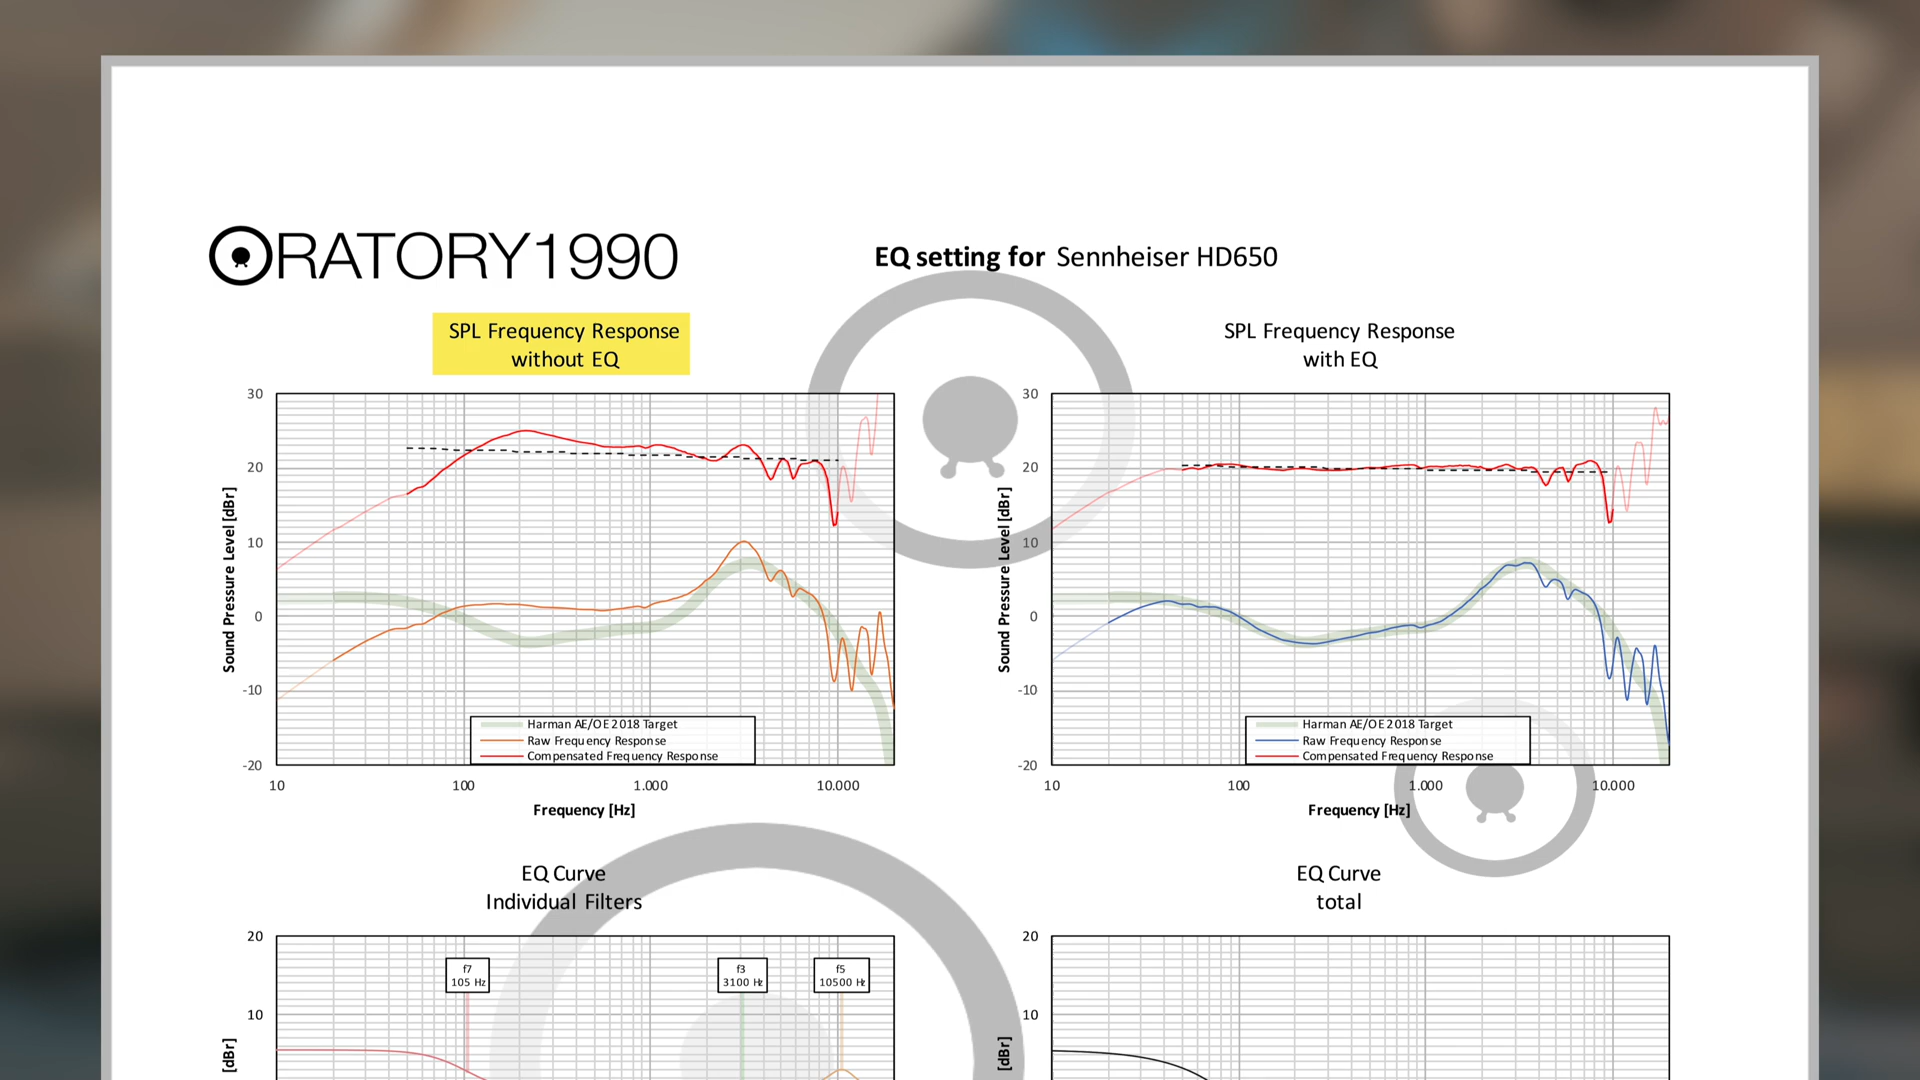 ORATORY1990
EQ setting for Sennheiser HD650
SPL Frequency Response
without EQ
SPL Frequency Response
with EQ
30
20
10
0
-10
-20
Sound Pressure Level [dBr]
Harman AE/OE 2018 Target
Raw Frequency Response
Compensated Frequency Response
10
100
1.000
10.000
Frequency [Hz]
30
20
10
0
-10
-20
Sound Pressure Level [dBr]
Harman AE/OE 2018 Target
Raw Frequency Response
Compensated Frequency Response
10
100
1.000
10.000
Frequency [Hz]
EQ Curve
Individual Filters
EQ Curve
total
20
10
[dBr]
f7
105 Hz
f3
3100 Hz
f5
10500 Hz
20
10
[dBr]